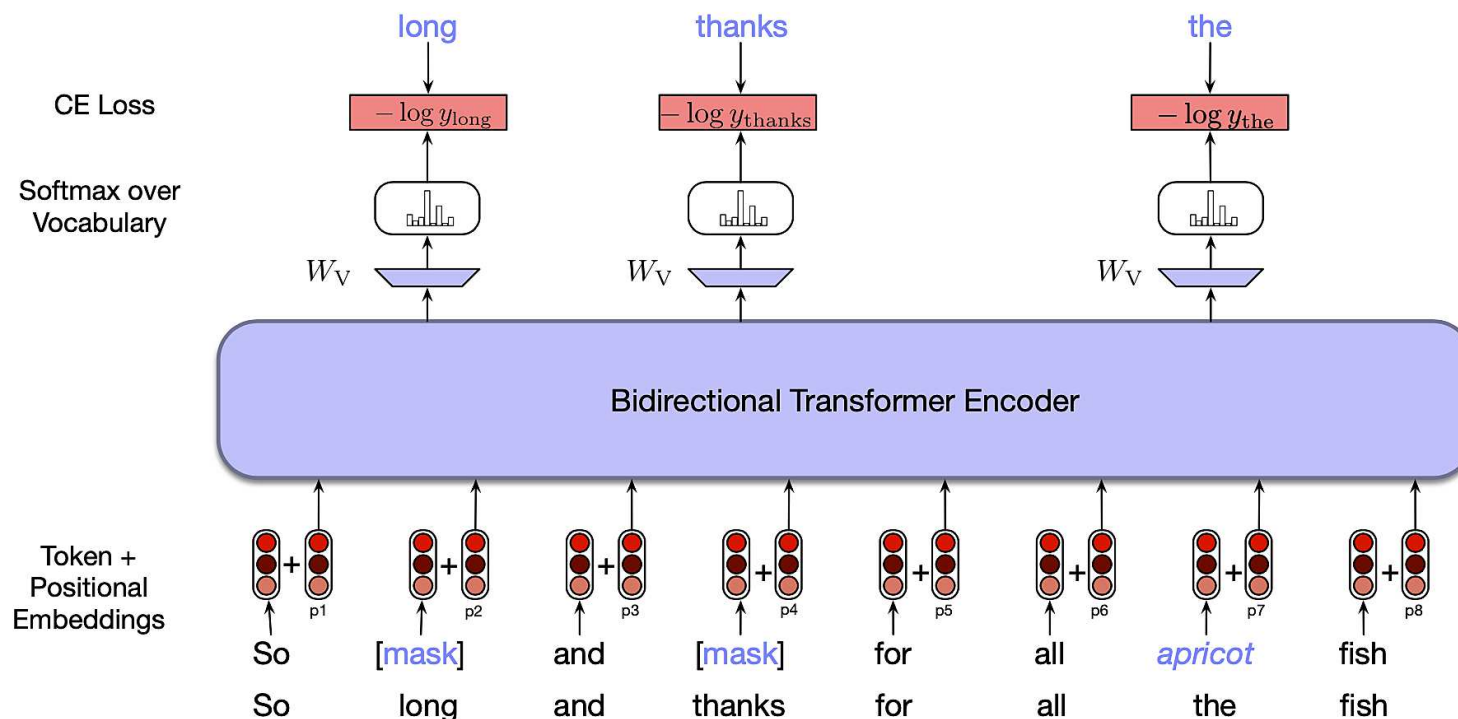 long thanks the
CE Loss − log y_long − log y_thanks − log y_the
Softmax over
Vocabulary
W_V W_V W_V
Bidirectional Transformer Encoder
Token +
Positional
Embeddings
+ + + + + + + +
p1 p2 p3 p4 p5 p6 p7 p8
So [mask] and [mask] for all apricot fish
So long and thanks for all the fish